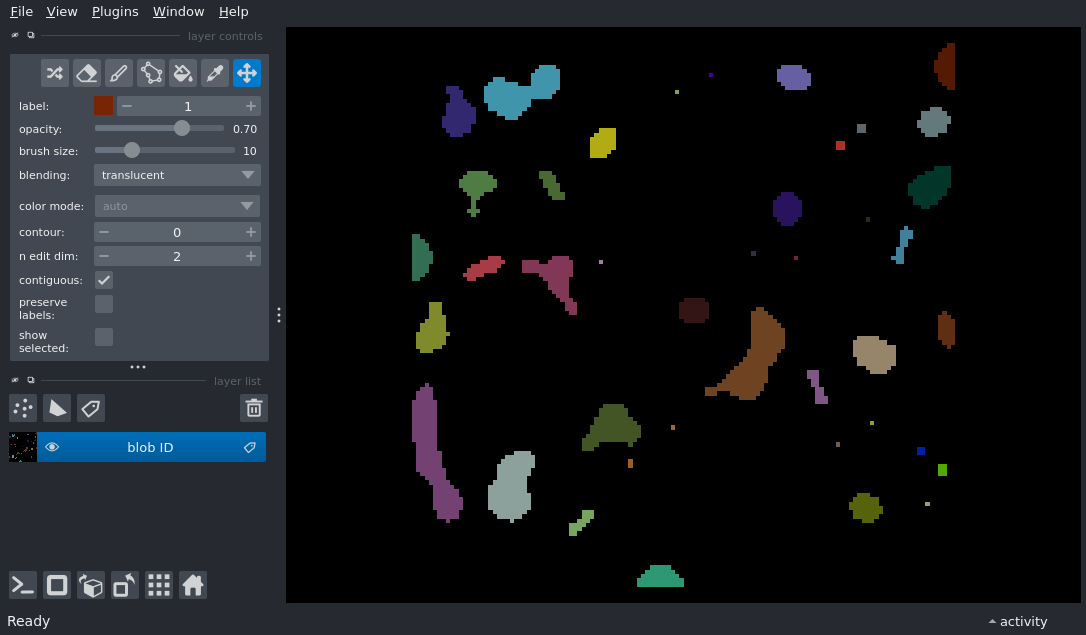 File View Plugins Window Help
layer controls
label: 1
opacity: 0.70
brush size: 10
blending: translucent
color mode: auto
contour: 0
n edit dim: 2
contiguous:
preserve
labels:
show
selected:
layer list
blob ID
Ready
activity